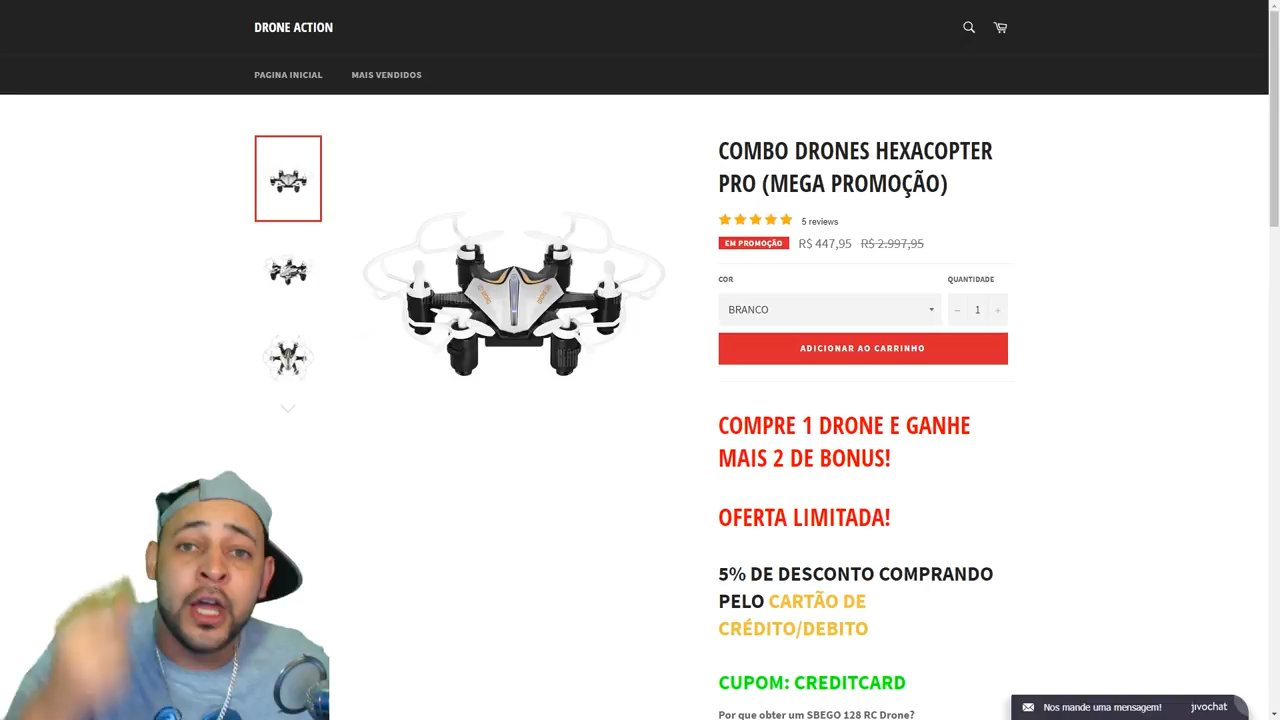 DRONE ACTION
PAGINA INICIAL
MAIS VENDIDOS
COMBO DRONES HEXACOPTER
PRO (MEGA PROMOÇÃO)
5 reviews
EM PROMOÇÃO R$ 447,95 R$ 2.997,95
COR
QUANTIDADE
BRANCO
− 1 +
ADICIONAR AO CARRINHO
COMPRE 1 DRONE E GANHE
MAIS 2 DE BONUS!
OFERTA LIMITADA!
5% DE DESCONTO COMPRANDO
PELO CARTÃO DE
CRÉDITO/DEBITO
CUPOM: CREDITCARD
Por que obter um SBEGO 128 RC Drone?
Nos mande uma mensagem! jivochat